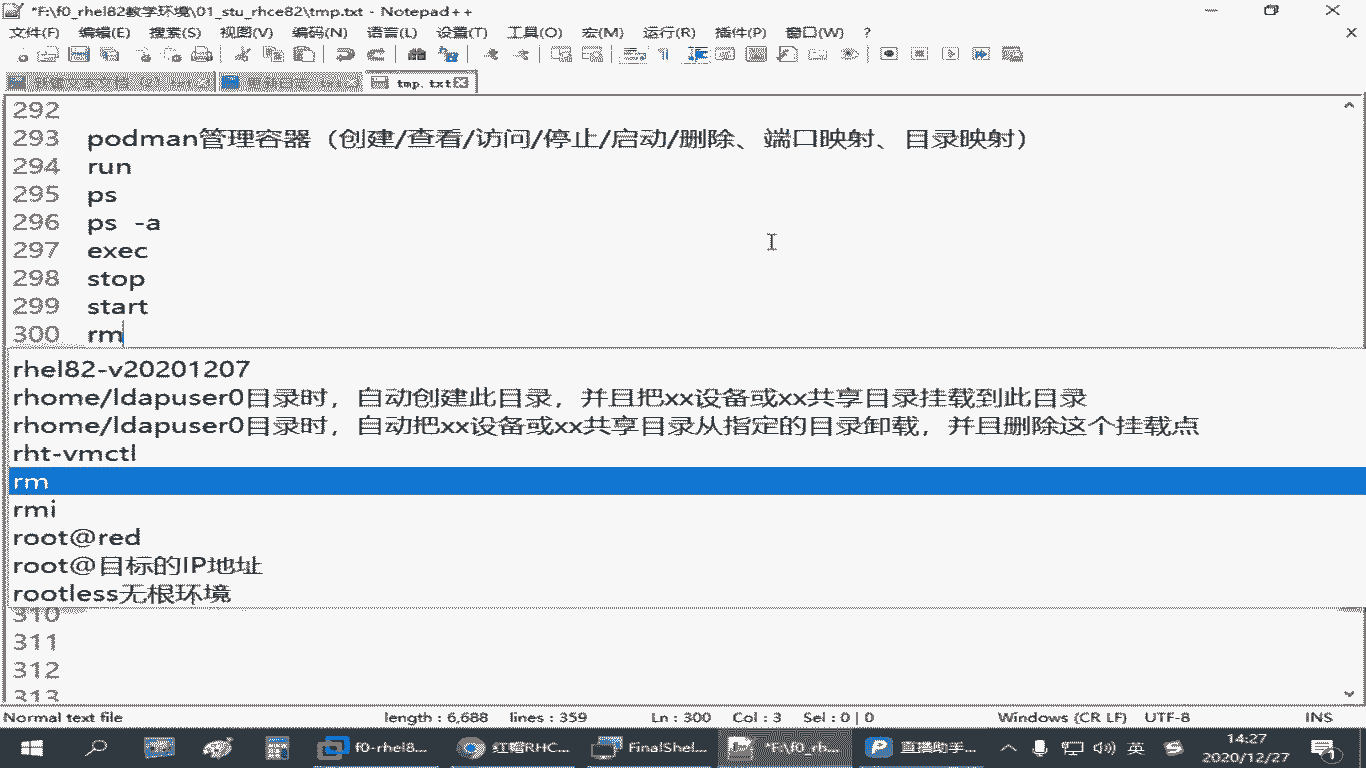 *F:\f0_rhel82教学环境\01_stu_rhce82\tmp.txt - Notepad++
文件(F) 编辑(E) 搜索(S) 视图(V) 编码(N) 语言(L) 设置(T) 工具(O) 宏(M) 运行(R) 插件(P) 窗口(W) ?
tmp.txt
292
293 podman管理容器（创建/查看/访问/停止/启动/删除、端口映射、目录映射）
294 run
295 ps
296 ps -a
297 exec
298 stop
299 start
300 rm
rhel82-v20201207
rhome/ldapuser0目录时，自动创建此目录，并且把xx设备或xx共享目录挂载到此目录
rhome/ldapuser0目录时，自动把xx设备或xx共享目录从指定的目录卸载，并且删除这个挂载点
rht-vmctl
rm
rmi
root@red
root@目标的IP地址
rootless无根环境
310
311
312
313
Normal text file length : 6,688 lines : 359 Ln : 300 Col : 3 Sel : 0 | 0 Windows (CR LF) UTF-8 INS
f0-rhel8... 红帽RHC... FinalShel... *F:\f0_rh... 直播助手... 英 14:27
2020/12/27